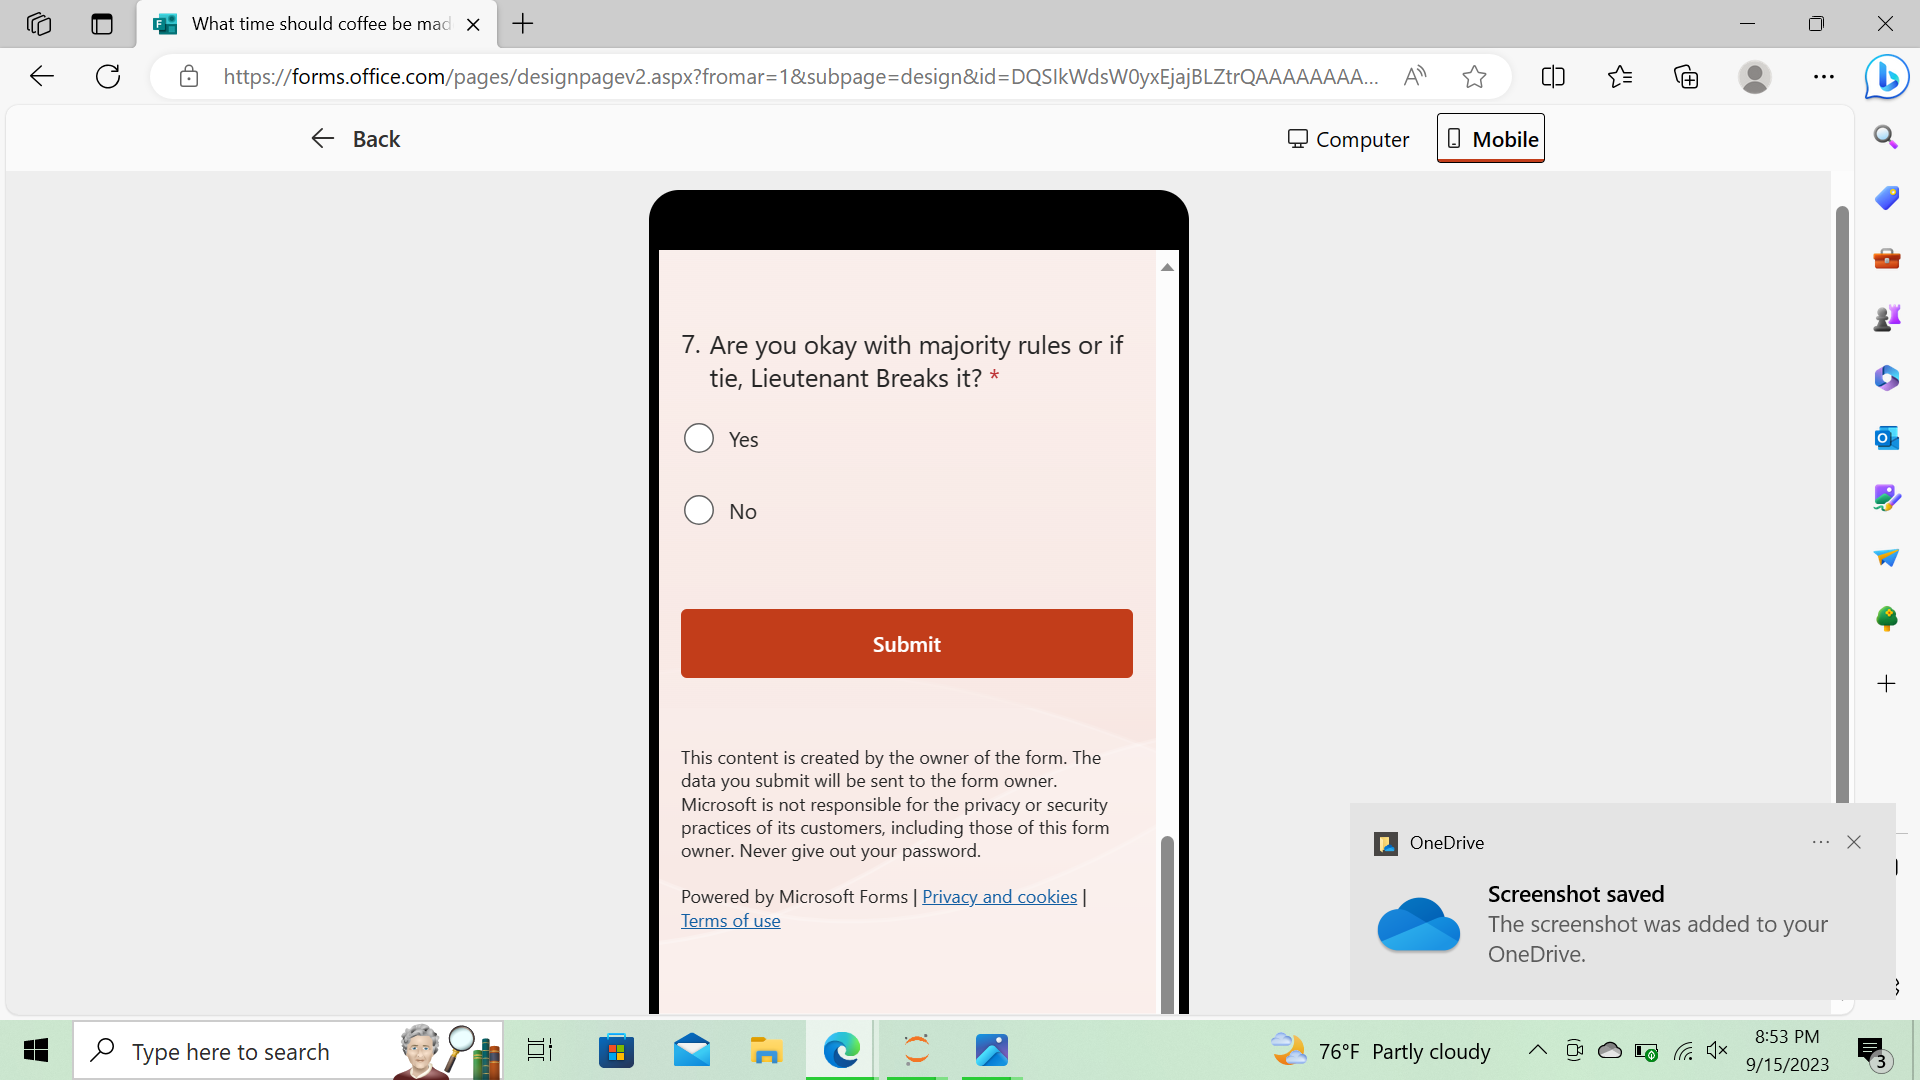 What time should coffee be mad
https://forms.office.com/pages/designpagev2.aspx?fromar=1&subpage=design&id=DQSIkWdsW0yxEjajBLZtrQAAAAAAAA...
Back
Computer
Mobile
7. Are you okay with majority rules or if
tie, Lieutenant Breaks it? *
Yes
No
Submit
This content is created by the owner of the form. The
data you submit will be sent to the form owner.
Microsoft is not responsible for the privacy or security
practices of its customers, including those of this form
owner. Never give out your password.
Powered by Microsoft Forms | Privacy and cookies |
Terms of use
OneDrive
Screenshot saved
The screenshot was added to your
OneDrive.
Type here to search
76°F Partly cloudy
8:53 PM
9/15/2023
3